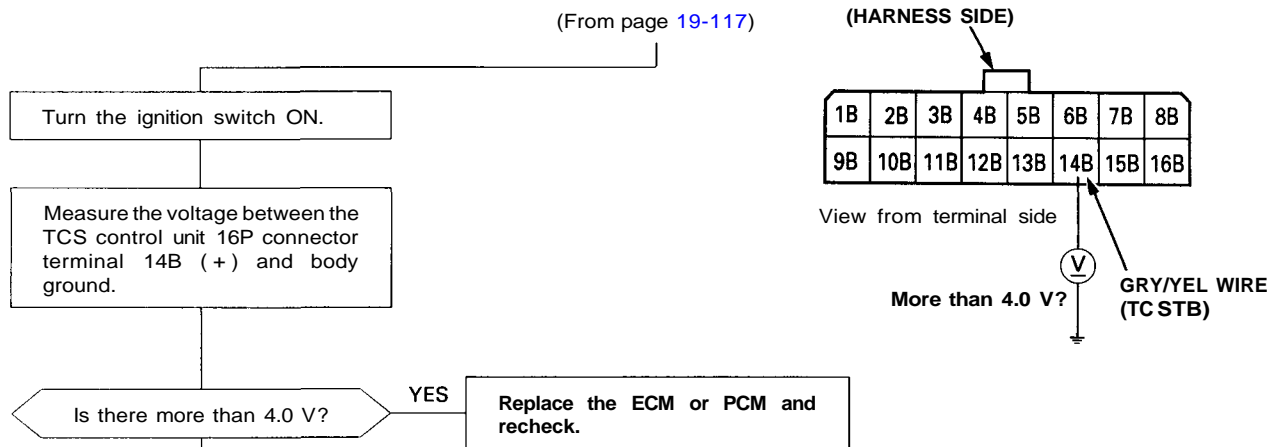 (From page 19-117)
Turn the ignition switch ON.
Measure the voltage between the
TCS control unit 16P connector
terminal 14B (+) and body
ground.
Is there more than 4.0 V?
YES
Replace the ECM or PCM and
recheck.
(HARNESS SIDE)
1B 2B 3B 4B 5B 6B 7B 8B
9B 10B 11B 12B 13B 14B 15B 16B
View from terminal side
V
More than 4.0 V?
GRY/YEL WIRE
(TC STB)